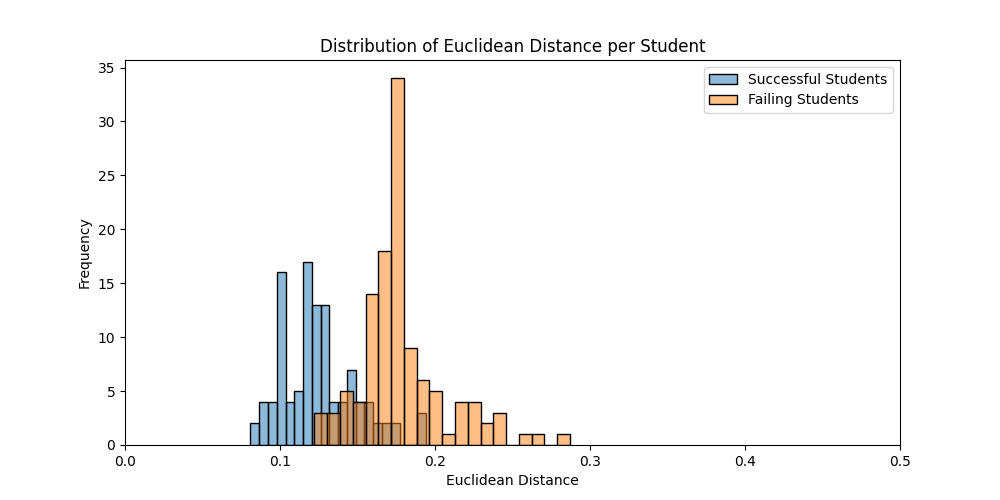 Distribution of Euclidean Distance per Student
Successful Students
Failing Students
Frequency
35
30
25
20
15
10
5
0
0.0 0.1 0.2 0.3 0.4 0.5
Euclidean Distance